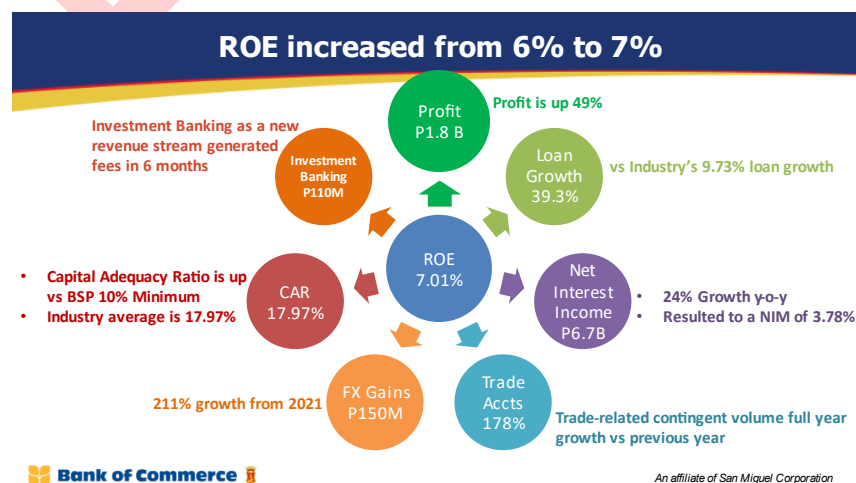 ROE increased from 6% to 7%
Profit
P1.8 B
Profit is up 49%
Investment Banking as a new
revenue stream generated
fees in 6 months
Investment
Banking
P110M
Loan
Growth
39.3%
vs Industry's 9.73% loan growth
ROE
7.01%
• Capital Adequacy Ratio is up
vs BSP 10% Minimum
• Industry average is 17.97%
CAR
17.97%
Net
Interest
Income
P6.7B
• 24% Growth y-o-y
• Resulted to a NIM of 3.78%
211% growth from 2021
FX Gains
P150M
Trade
Accts
178%
Trade-related contingent volume full year
growth vs previous year
Bank of Commerce
An affiliate of San Miguel Corporation